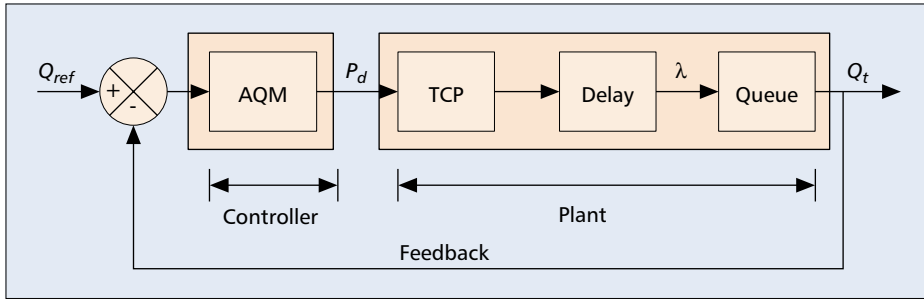 Q_ref
+
-
AQM
P_d
TCP
Delay
λ
Queue
Q_t
Controller
Plant
Feedback